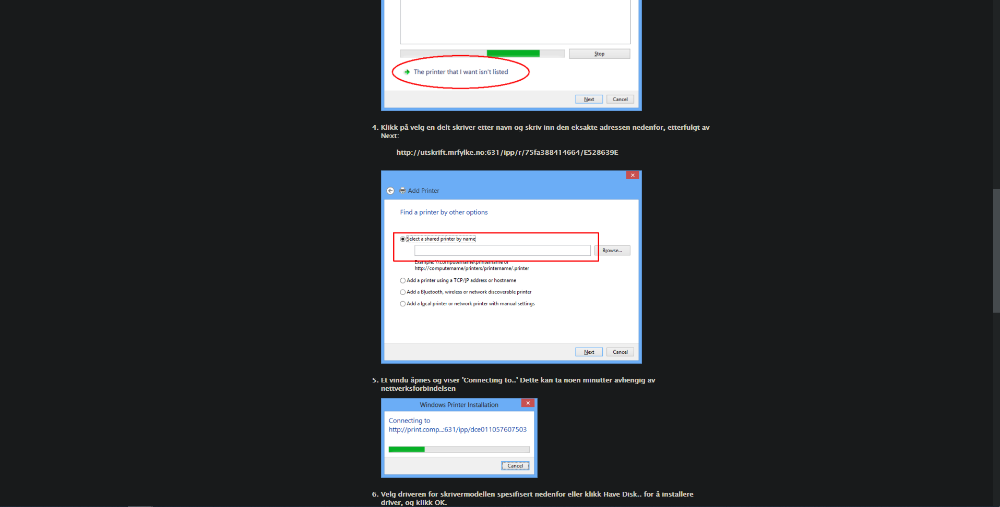 Stop
The printer that I want isn't listed
Next Cancel
4. Klikk på velg en delt skriver etter navn og skriv inn den eksakte adressen nedenfor, etterfulgt av
Next:
http://utskrift.mrfylke.no:631/ipp/r/75fa388414664/E528639E
Add Printer
Find a printer by other options
Select a shared printer by name
Browse...
Example: \\computername\printername or
http://computername/printers/printername/.printer
Add a printer using a TCP/IP address or hostname
Add a Bluetooth, wireless or network discoverable printer
Add a local printer or network printer with manual settings
Next Cancel
5. Et vindu åpnes og viser 'Connecting to..' Dette kan ta noen minutter avhengig av
nettverksforbindelsen
Windows Printer Installation
Connecting to
http://print.comp...:631/ipp/dce011057607503
Cancel
6. Velg driveren for skrivermodellen spesifisert nedenfor eller klikk Have Disk.. for å installere
driver, og klikk OK.